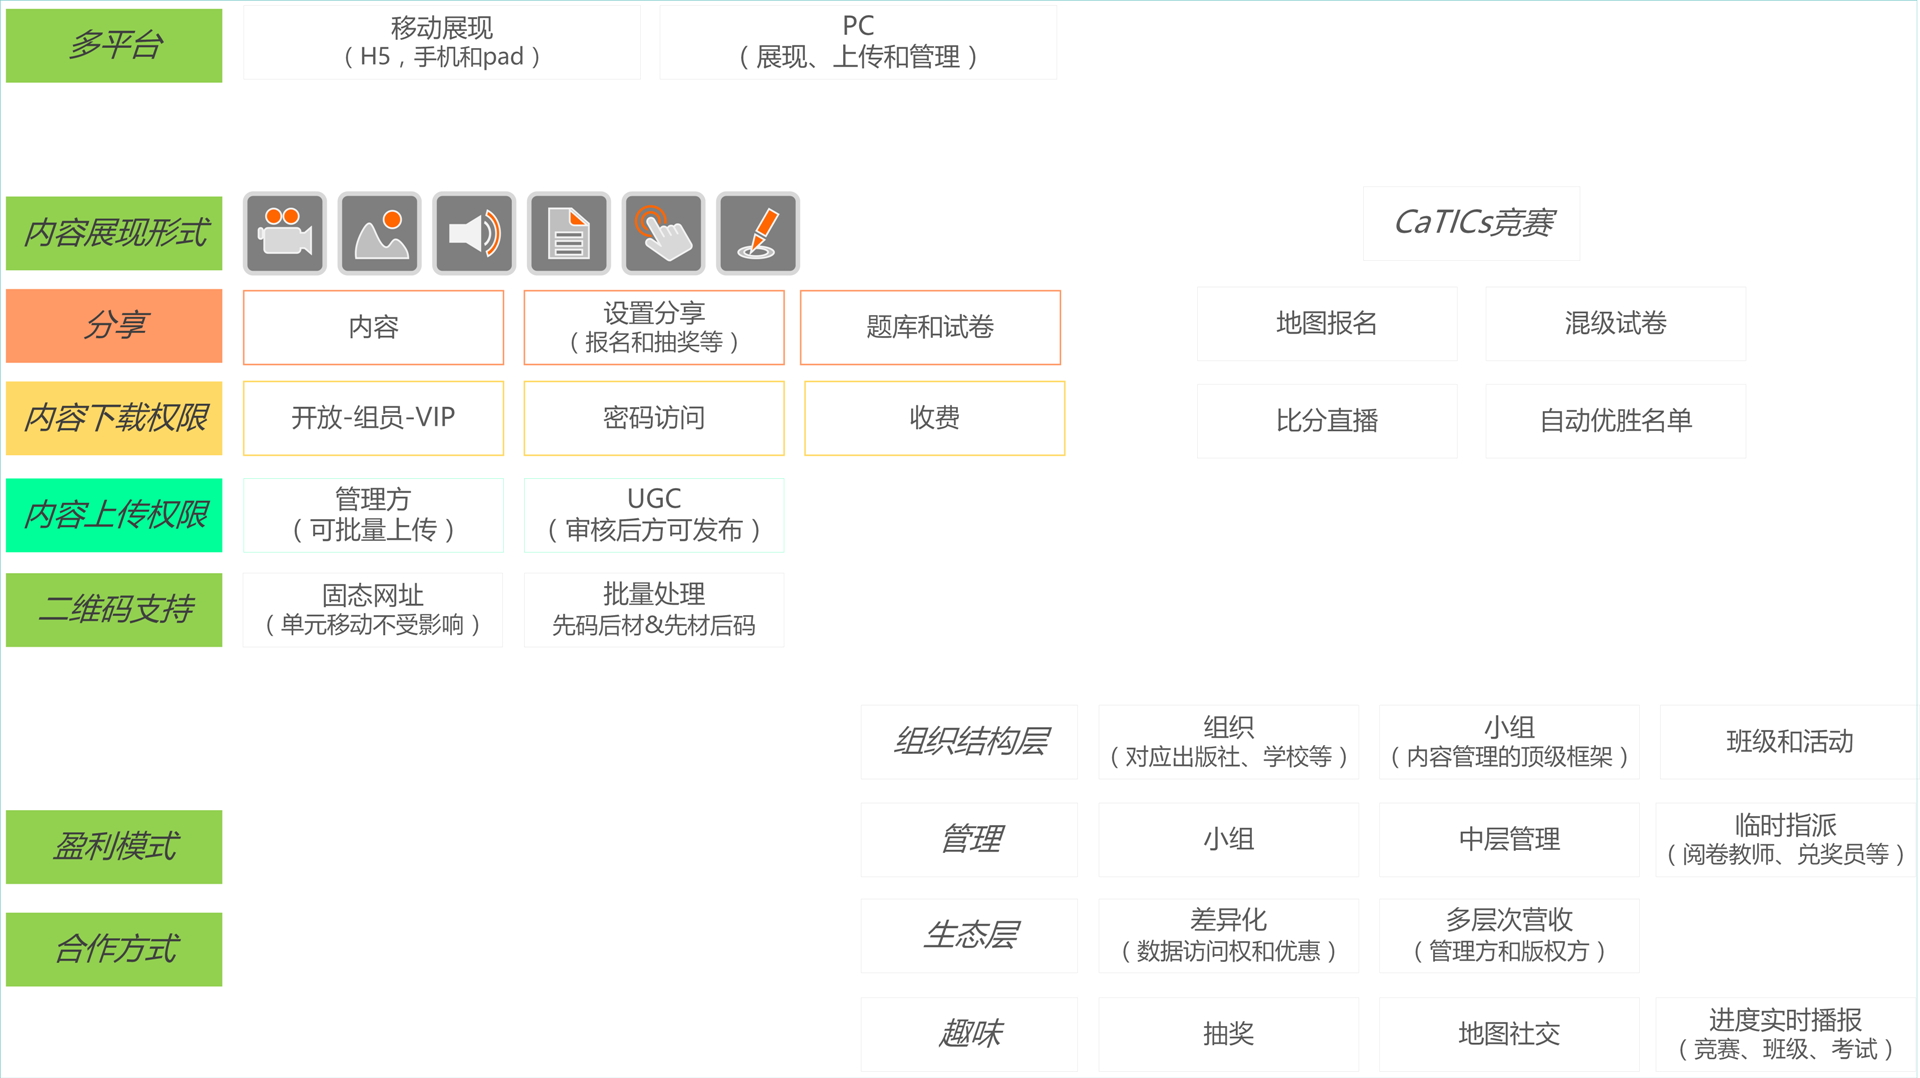 多平台
移动展现
（H5，手机和pad）
PC
（展现、上传和管理）
内容展现形式
CaTICs竞赛
分享
内容
设置分享
（报名和抽奖等）
题库和试卷
地图报名
混级试卷
内容下载权限
开放-组员-VIP
密码访问
收费
比分直播
自动优胜名单
内容上传权限
管理方
（可批量上传）
UGC
（审核后方可发布）
二维码支持
固态网址
（单元移动不受影响）
批量处理
先码后材&先材后码
组织结构层
组织
（对应出版社、学校等）
小组
（内容管理的顶级框架）
班级和活动
盈利模式
管理
小组
中层管理
临时指派
（阅卷教师、兑奖员等）
合作方式
生态层
差异化
（数据访问权和优惠）
多层次营收
（管理方和版权方）
趣味
抽奖
地图社交
进度实时播报
（竞赛、班级、考试）